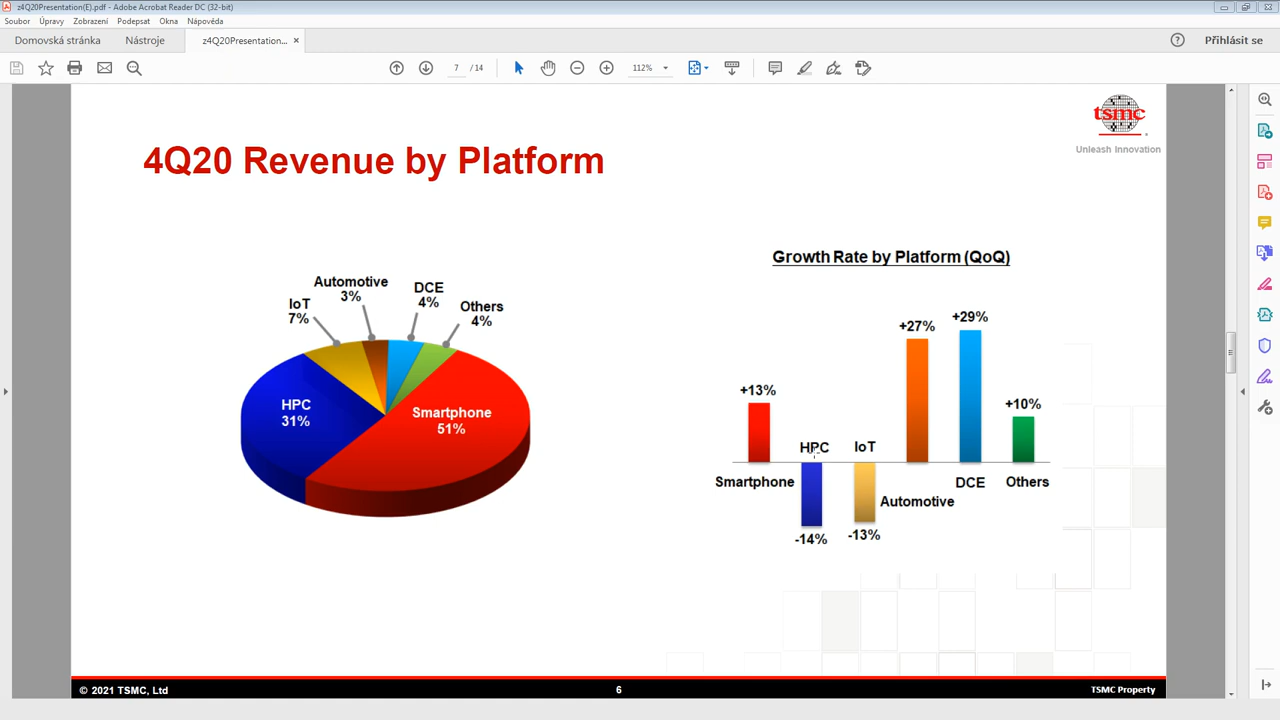 z4Q20Presentation(E).pdf - Adobe Acrobat Reader DC (32-bit)
Soubor Úpravy Zobrazení Podepsat Okna Nápověda
Domovská stránka Nástroje z4Q20Presentation... × Přihlásit se
7 / 14 112%
tsmc
Unleash Innovation
4Q20 Revenue by Platform
Automotive
3%
IoT
7%
DCE
4%
Others
4%
HPC
31%
Smartphone
51%
Growth Rate by Platform (QoQ)
+13%
+27%
+29%
+10%
HPC
IoT
Smartphone
Automotive
DCE
Others
-14%
-13%
© 2021 TSMC, Ltd
6
TSMC Property